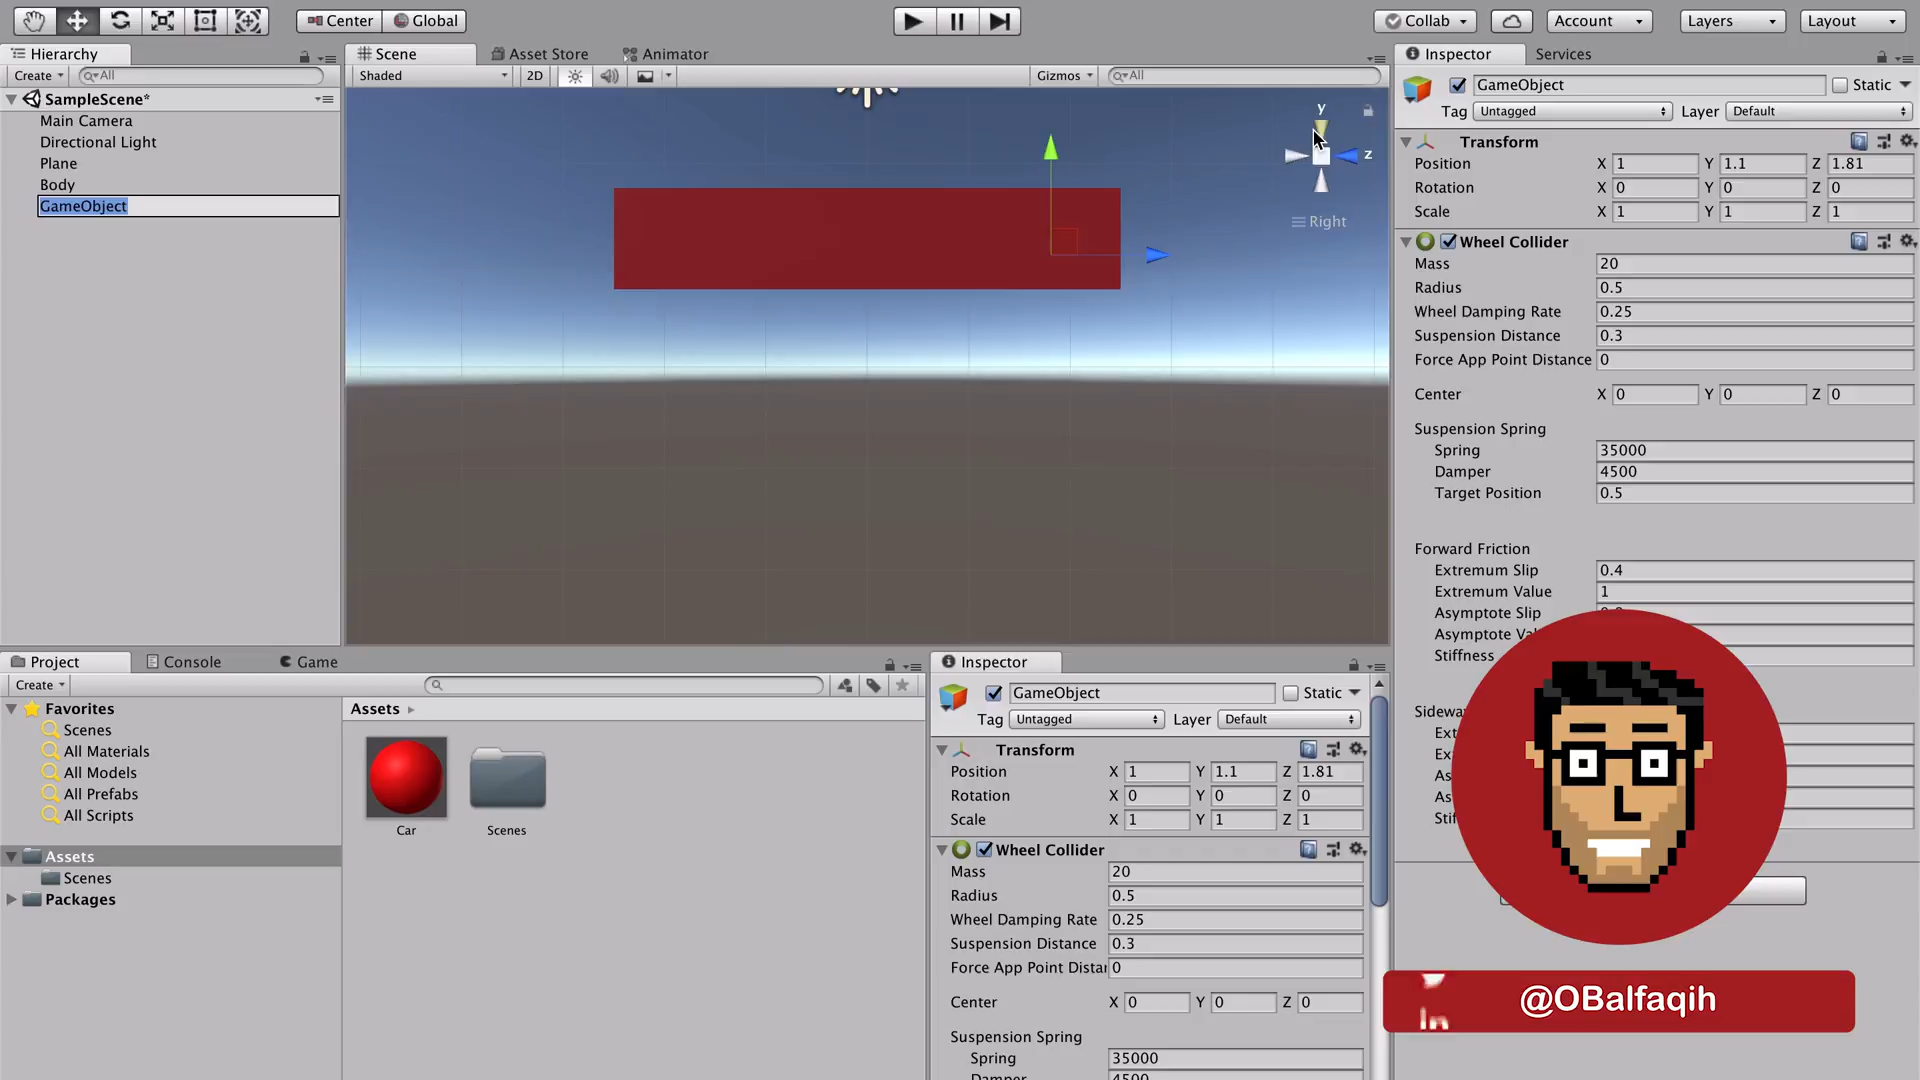 Center Global Collab Account Layers Layout
Hierarchy Scene Asset Store Animator Inspector Services
Create All Shaded 2D Gizmos All
GameObject Static
SampleScene*
Main Camera
Directional Light
Plane
Body
GameObject
y
z
Right
Tag Untagged Layer Default
Transform
Position X 1 Y 1.1 Z 1.81
Rotation X 0 Y 0 Z 0
Scale X 1 Y 1 Z 1
Wheel Collider
Mass 20
Radius 0.5
Wheel Damping Rate 0.25
Suspension Distance 0.3
Force App Point Distance 0
Center X 0 Y 0 Z 0
Suspension Spring
Spring 35000
Damper 4500
Target Position 0.5
Forward Friction
Extremum Slip 0.4
Extremum Value 1
Asymptote Slip
Asymptote
Stiffness
Project Console Game
Create
Favorites
Scenes
All Materials
All Models
All Prefabs
All Scripts
Assets
Scenes
Packages
Assets
Car Scenes
Inspector
GameObject Static
Tag Untagged Layer Default
Transform
Position X 1 Y 1.1 Z 1.81
Rotation X 0 Y 0 Z 0
Scale X 1 Y 1 Z 1
Wheel Collider
Mass 20
Radius 0.5
Wheel Damping Rate 0.25
Suspension Distance 0.3
Force App Point Distar 0
Center X 0 Y 0 Z 0
Suspension Spring
Spring 35000
@OBalfaqih